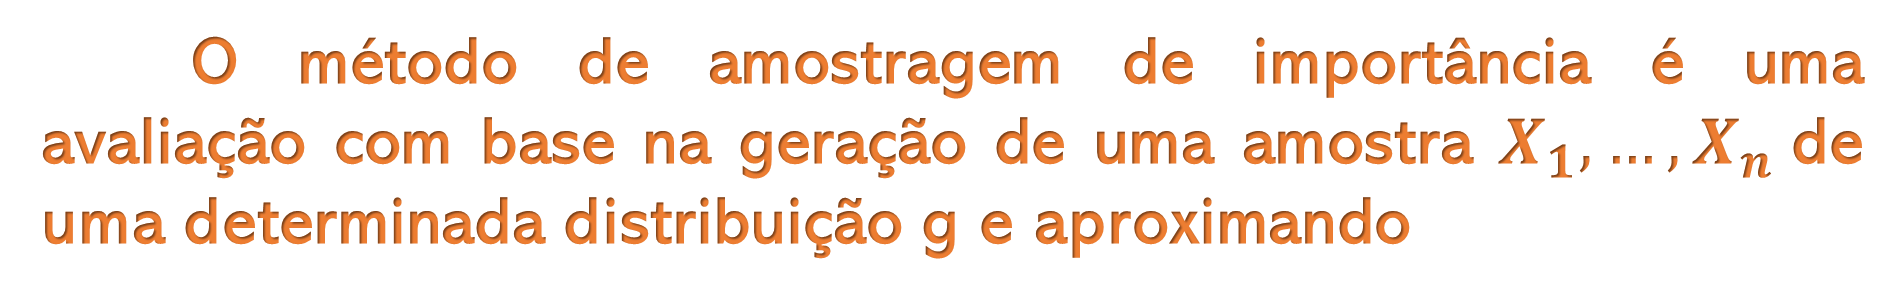 O método de amostragem de importância é uma
avaliação com base na geração de uma amostra X₁, … , Xₙ de
uma determinada distribuição g e aproximando